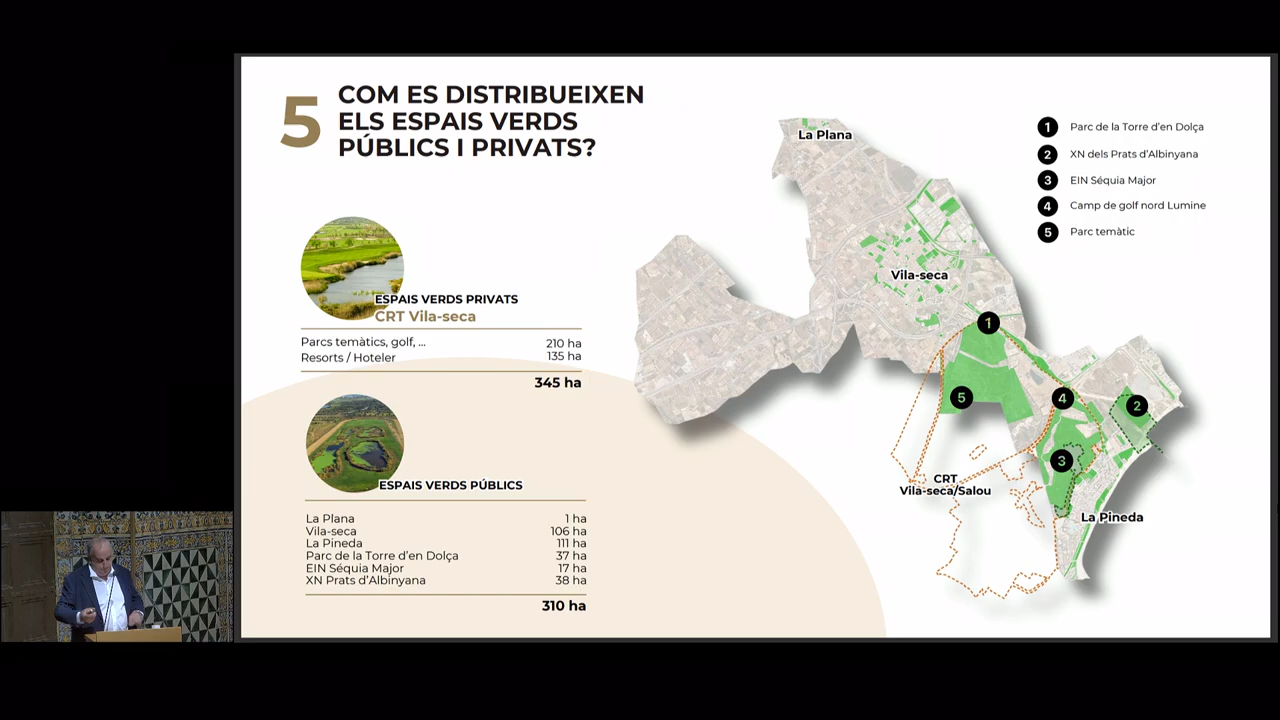 5
COM ES DISTRIBUEIXEN
ELS ESPAIS VERDS
PÚBLICS I PRIVATS?
ESPAIS VERDS PRIVATS
CRT Vila-seca
Parcs temàtics, golf, ... 210 ha
Resorts / Hoteler 135 ha
345 ha
ESPAIS VERDS PÚBLICS
La Plana 1 ha
Vila-seca 106 ha
La Pineda 111 ha
Parc de la Torre d'en Dolça 37 ha
EIN Séquia Major 17 ha
XN Prats d'Albinyana 38 ha
310 ha
La Plana
Vila-seca
1
5
4
2
3
CRT
Vila-seca/Salou
La Pineda
1 Parc de la Torre d'en Dolça
2 XN dels Prats d'Albinyana
3 EIN Séquia Major
4 Camp de golf nord Lumine
5 Parc temàtic